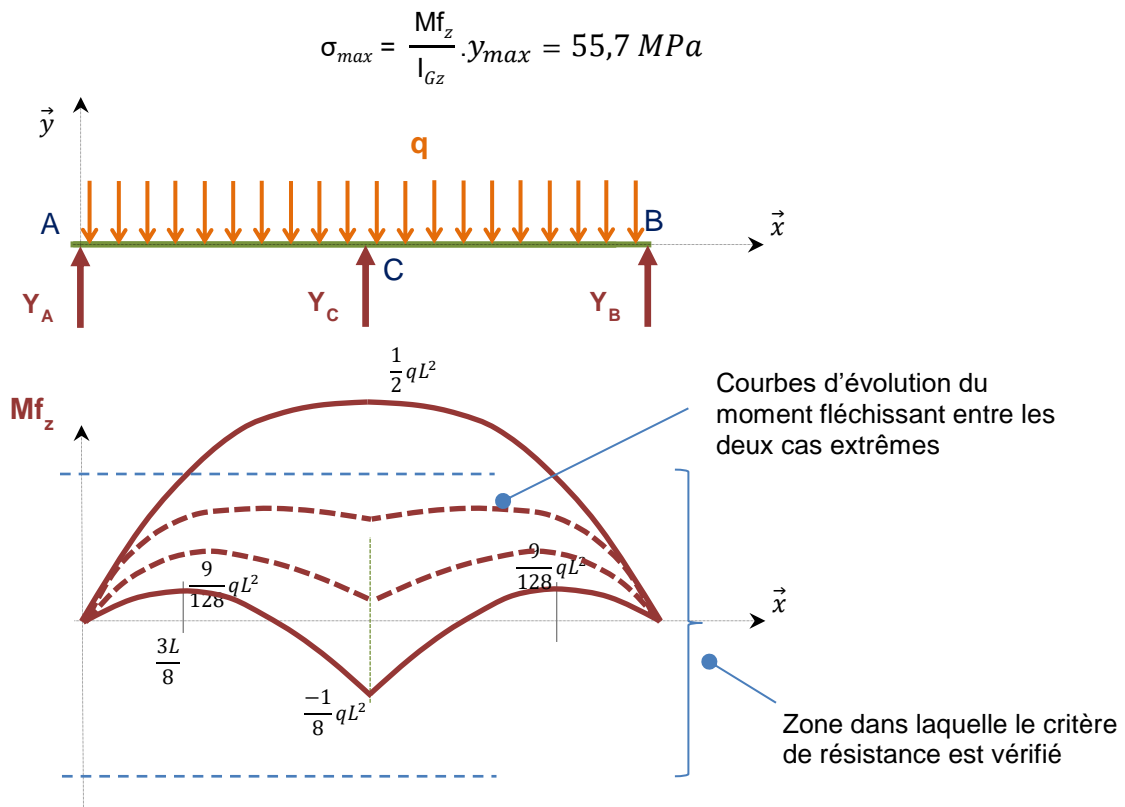 σmax = Mfz/IGz .ymax = 55,7 MPa
y⃗
q
A
B
x⃗
C
YA
YC
YB
1/2 qL²
Courbes d'évolution du
moment fléchissant entre les
deux cas extrêmes
Mfz
9/128 qL²
9/128 qL²
x⃗
3L/8
-1/8 qL²
Zone dans laquelle le critère
de résistance est vérifié